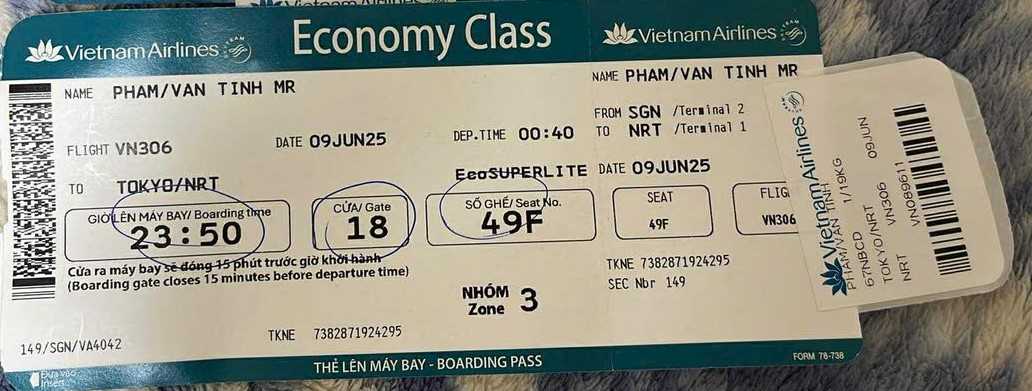 Vietnam Airlines
Economy Class
Vietnam Airlines
NAME PHAM/VAN TINH MR
FLIGHT VN306
DATE 09JUN25
DEP.TIME 00:40
TO TOKYO/NRT
EcoSUPERLITE
GIỜ LÊN MÁY BAY/ Boarding time
23:50
CỬA/ Gate
18
SỐ GHẾ/ Seat No.
49F
Cửa ra máy bay sẽ đóng 15 phút trước giờ khởi hành
(Boarding gate closes 15 minutes before departure time)
NHÓM
Zone 3
TKNE 7382871924295
149/SGN/VA4042
Đưa vào
Insert
THẺ LÊN MÁY BAY - BOARDING PASS
NAME PHAM/VAN TINH MR
FROM SGN /Terminal 2
TO NRT /Terminal 1
DATE 09JUN25
SEAT
49F
FLIG
VN306
TKNE 7382871924295
SEC Nbr 149
FORM 78-738
Vietnam Airlines
PHAM/VAN TINH
67NBCD 1/19KG
TOKYO/NRT 09JUN
NRT VN306
VN089611